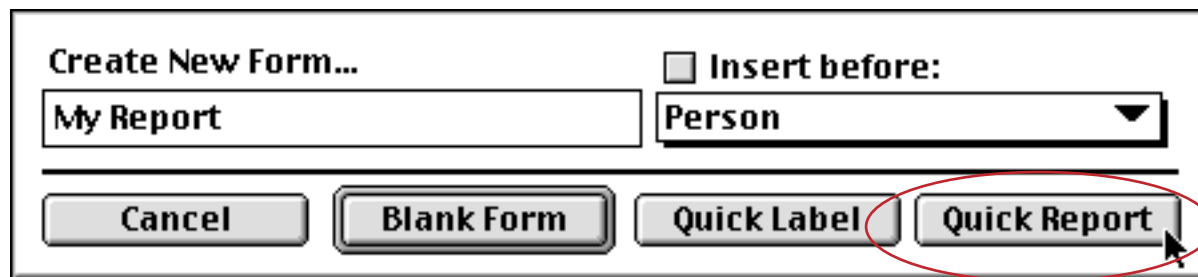 Create New Form...
Insert before:
My Report
Person
Cancel
Blank Form
Quick Label
Quick Report